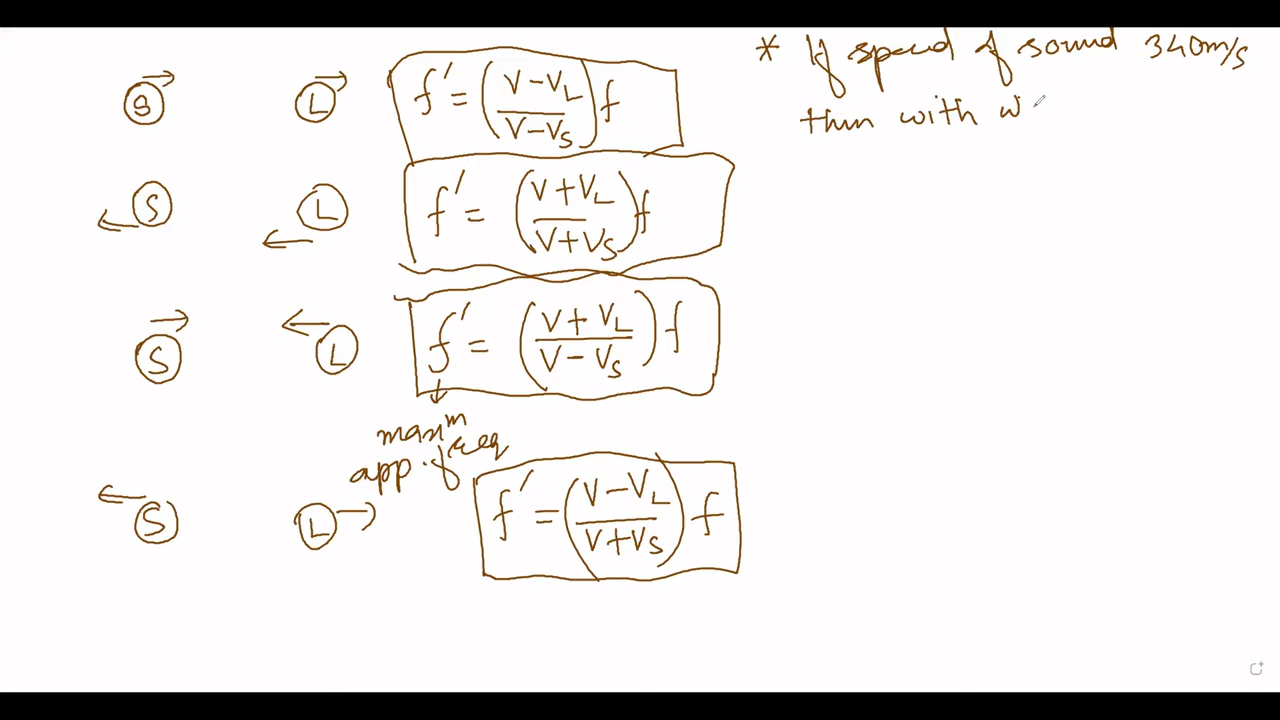 S L f' = (V-VL / V-VS) f
S L f' = (V+VL / V+VS) f
S L f' = (V+VL / V-VS) f
maxm
app. freq
S L f' = (V-VL / V+VS) f
* If speed of sound 340m/s
then with w